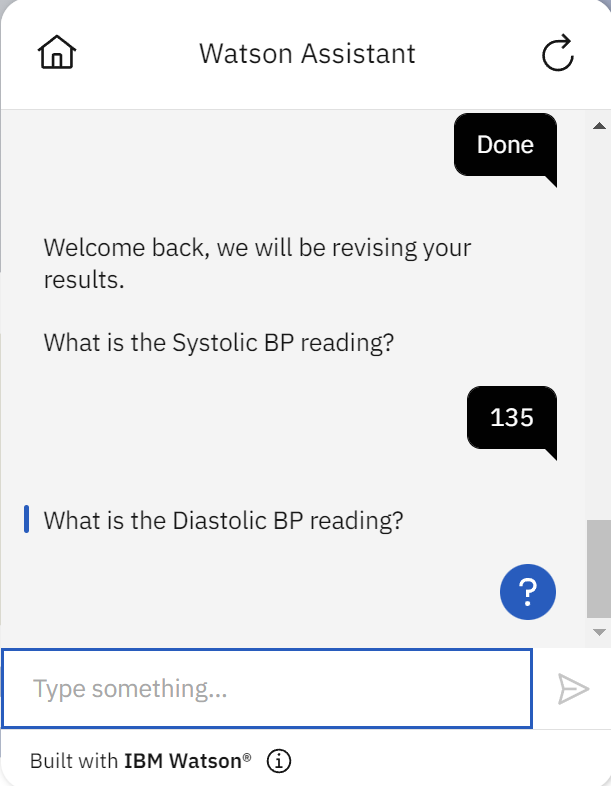 Watson Assistant
Done
Welcome back, we will be revising your
results.
What is the Systolic BP reading?
135
What is the Diastolic BP reading?
?
Type something...
Built with IBM Watson®